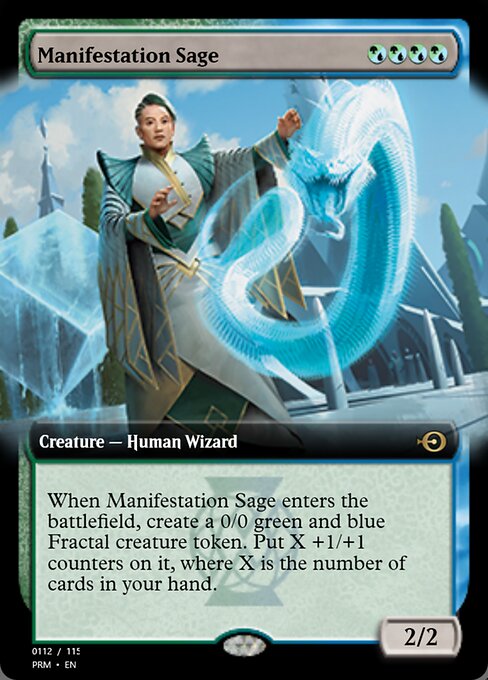 Manifestation Sage
Creature — Human Wizard
When Manifestation Sage enters the
battlefield, create a 0/0 green and blue
Fractal creature token. Put X +1/+1
counters on it, where X is the number of
cards in your hand.
2/2
0112 / 115
PRM • EN